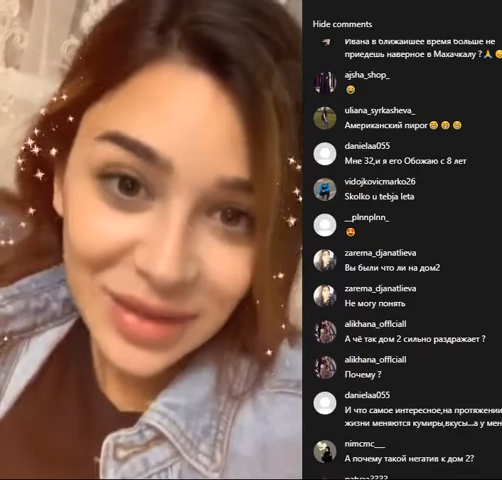 Hide comments
Ивана в ближайшее время больше не
приедешь наверное в Махачкалу ?🙏
ajsha_shop_
😂
uliana_syrkasheva_
Американский пирог😄😄😄
danielaa055
Мне 32,и я его Обожаю с 8 лет
vidojkovicmarko26
Skolko u tebja leta
__plnnplnn_
😍
zarema_djanatlieva
Вы были что ли на дом2
zarema_djanatlieva
Не могу понять
alikhana_offlciall
А чё так дом 2 сильно раздражает ?
alikhana_offlciall
Почему ?
danielaa055
И что самое интересное,на протяжении
жизни меняются кумиры,вкусы...а у мен
nimcmc___
А почему такой негатив к дом 2?